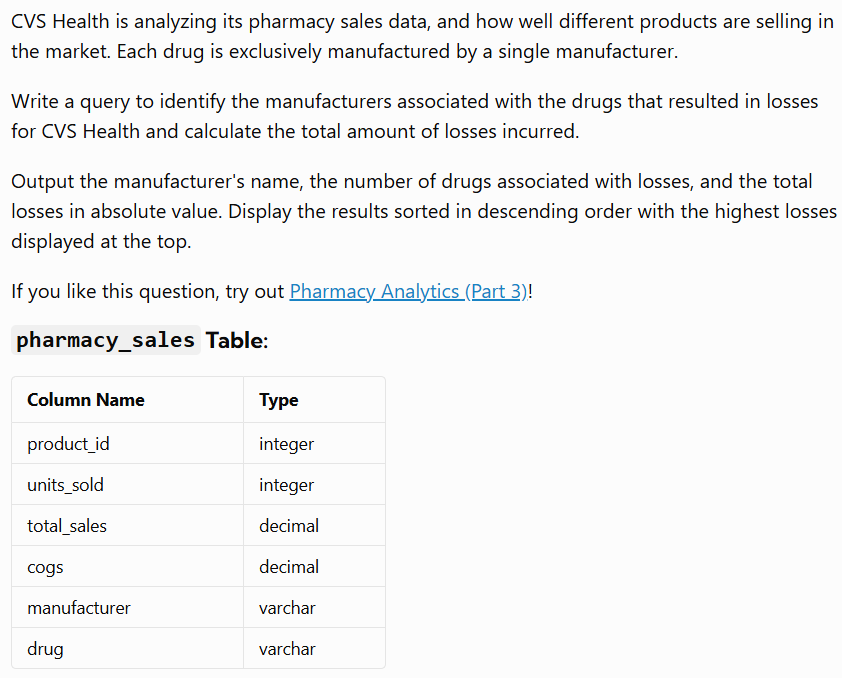 CVS Health is analyzing its pharmacy sales data, and how well different products are selling in
the market. Each drug is exclusively manufactured by a single manufacturer.
Write a query to identify the manufacturers associated with the drugs that resulted in losses
for CVS Health and calculate the total amount of losses incurred.
Output the manufacturer's name, the number of drugs associated with losses, and the total
losses in absolute value. Display the results sorted in descending order with the highest losses
displayed at the top.
If you like this question, try out Pharmacy Analytics (Part 3)!
pharmacy_sales Table:
Column Name Type
product_id integer
units_sold integer
total_sales decimal
cogs decimal
manufacturer varchar
drug varchar